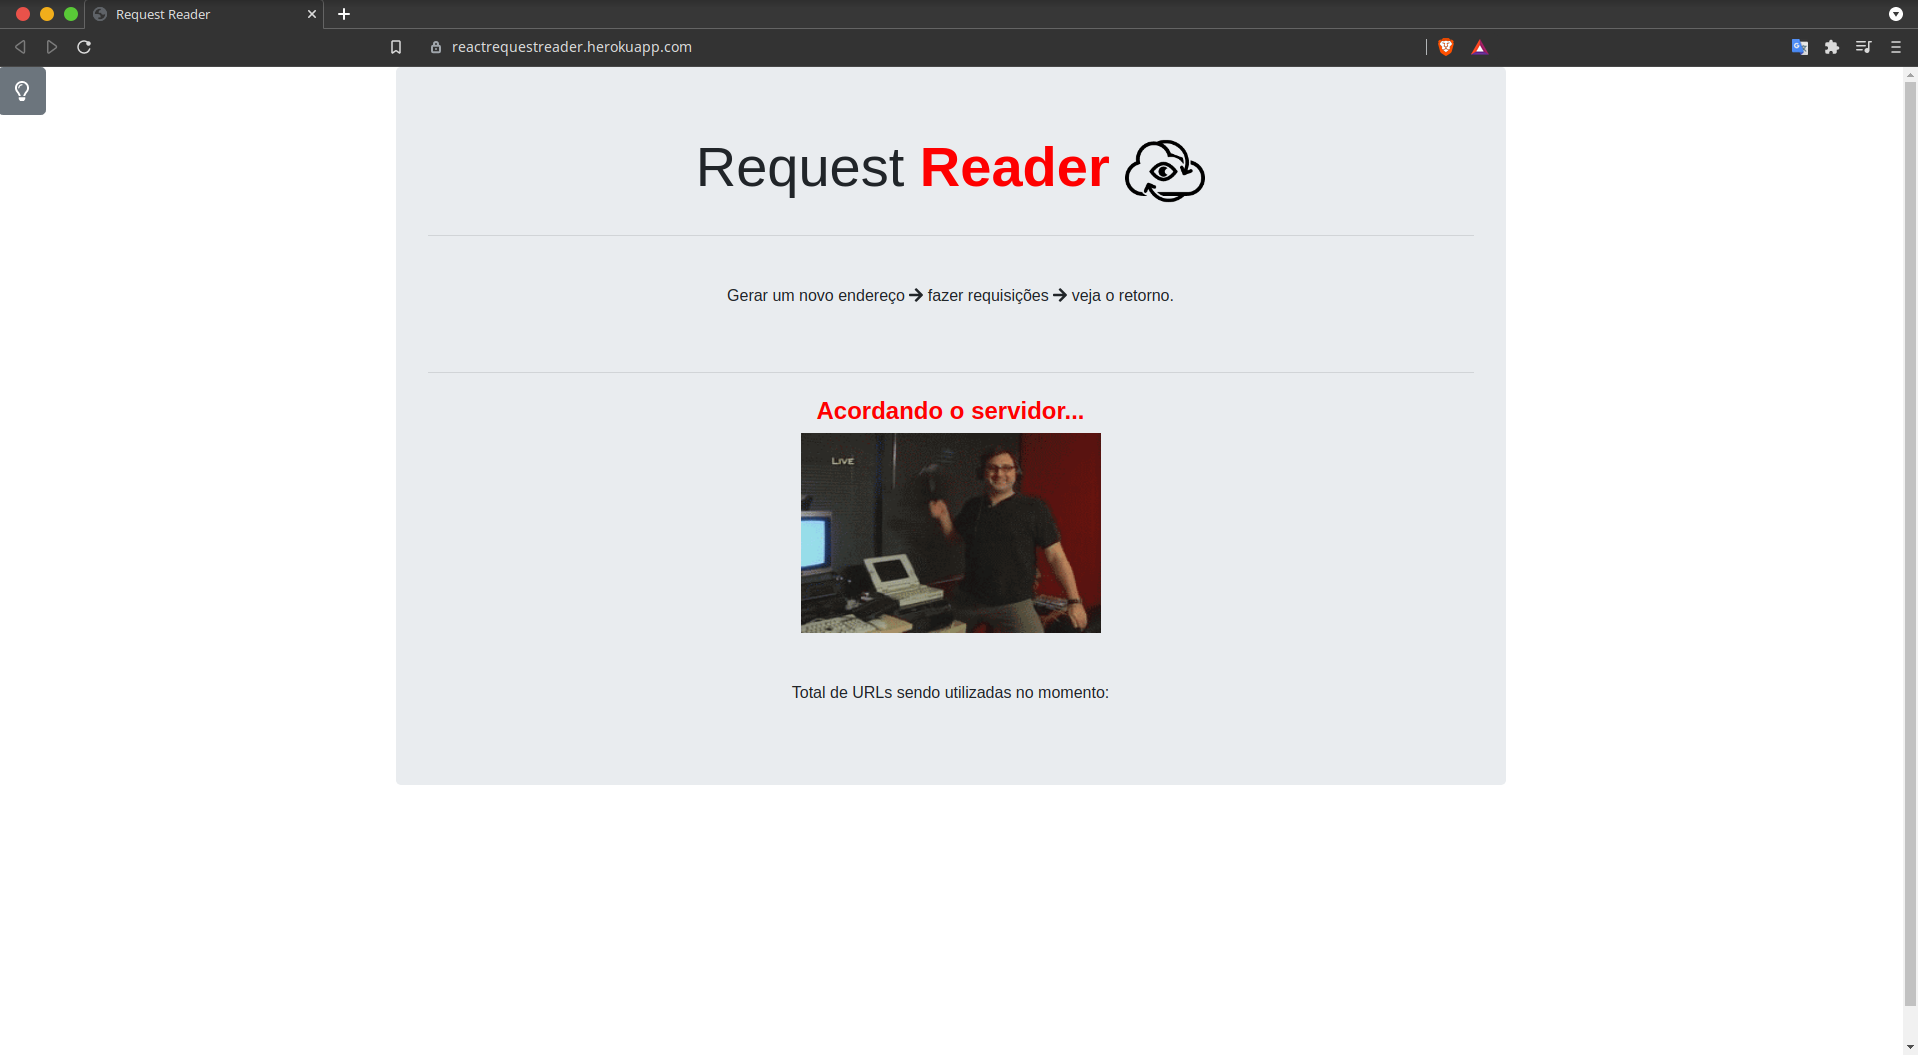 Request Reader
reactrequestreader.herokuapp.com
Request Reader
Gerar um novo endereço → fazer requisições → veja o retorno.
Acordando o servidor...
LIVE
Total de URLs sendo utilizadas no momento: